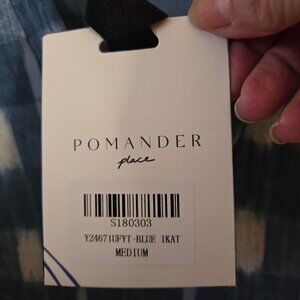 POMANDER
place
S180303
Y24671UFYT-BLUE IKAT
MEDIUM